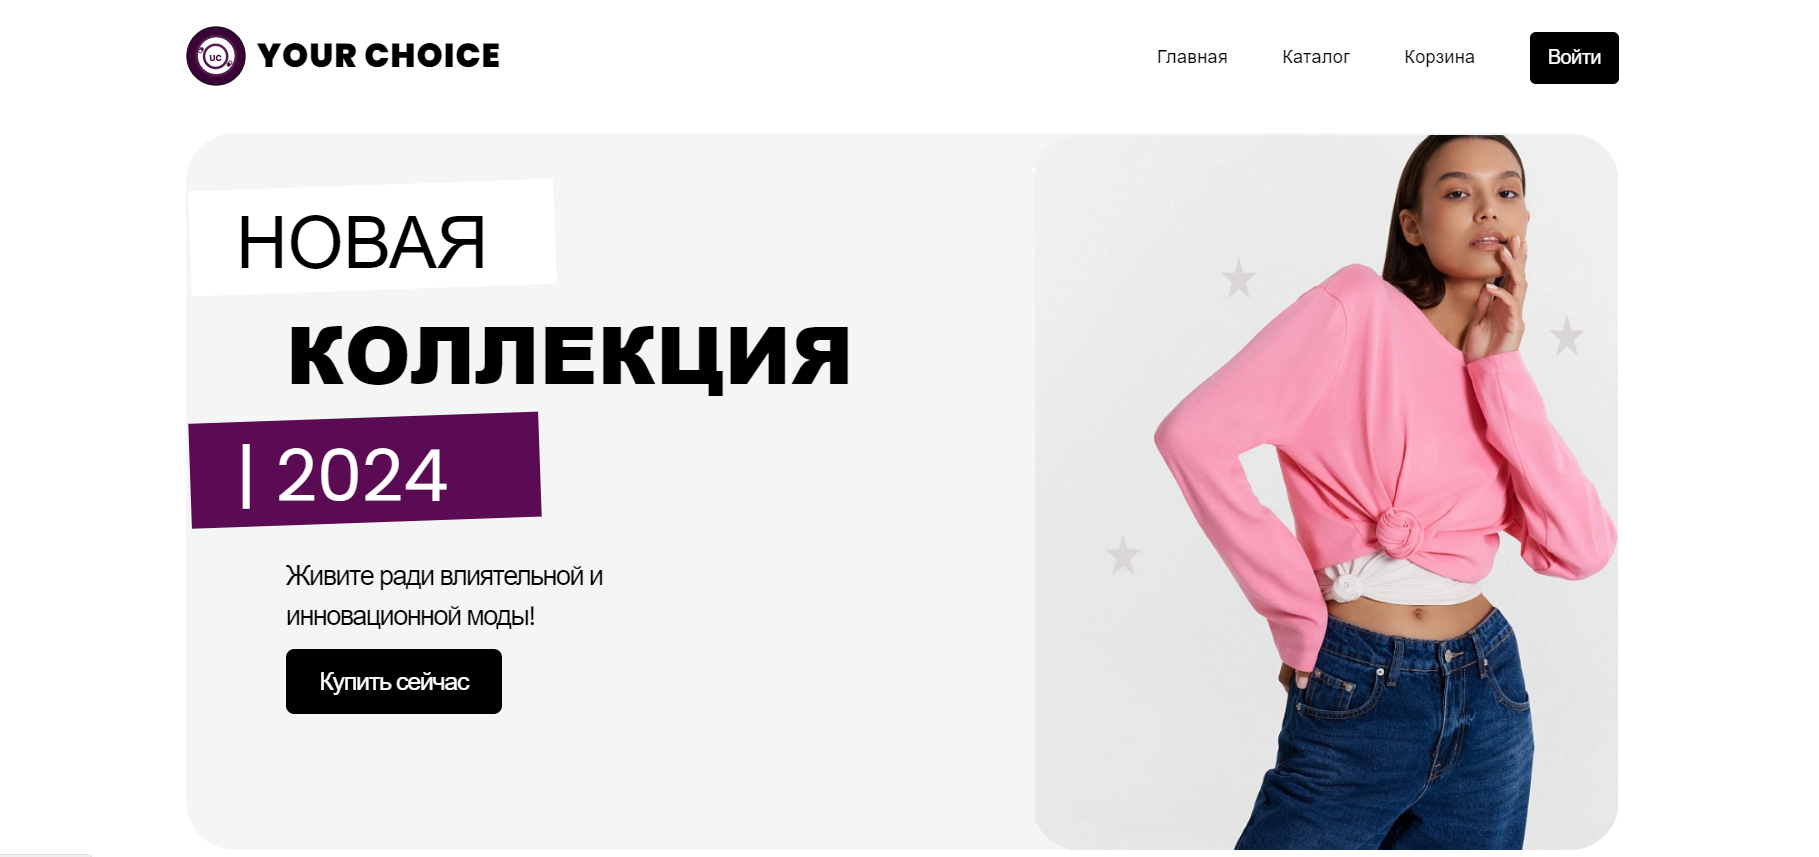 UC
YOUR CHOICE
Главная
Каталог
Корзина
Войти
НОВАЯ
КОЛЛЕКЦИЯ
| 2024
Живите ради влиятельной и
инновационной моды!
Купить сейчас